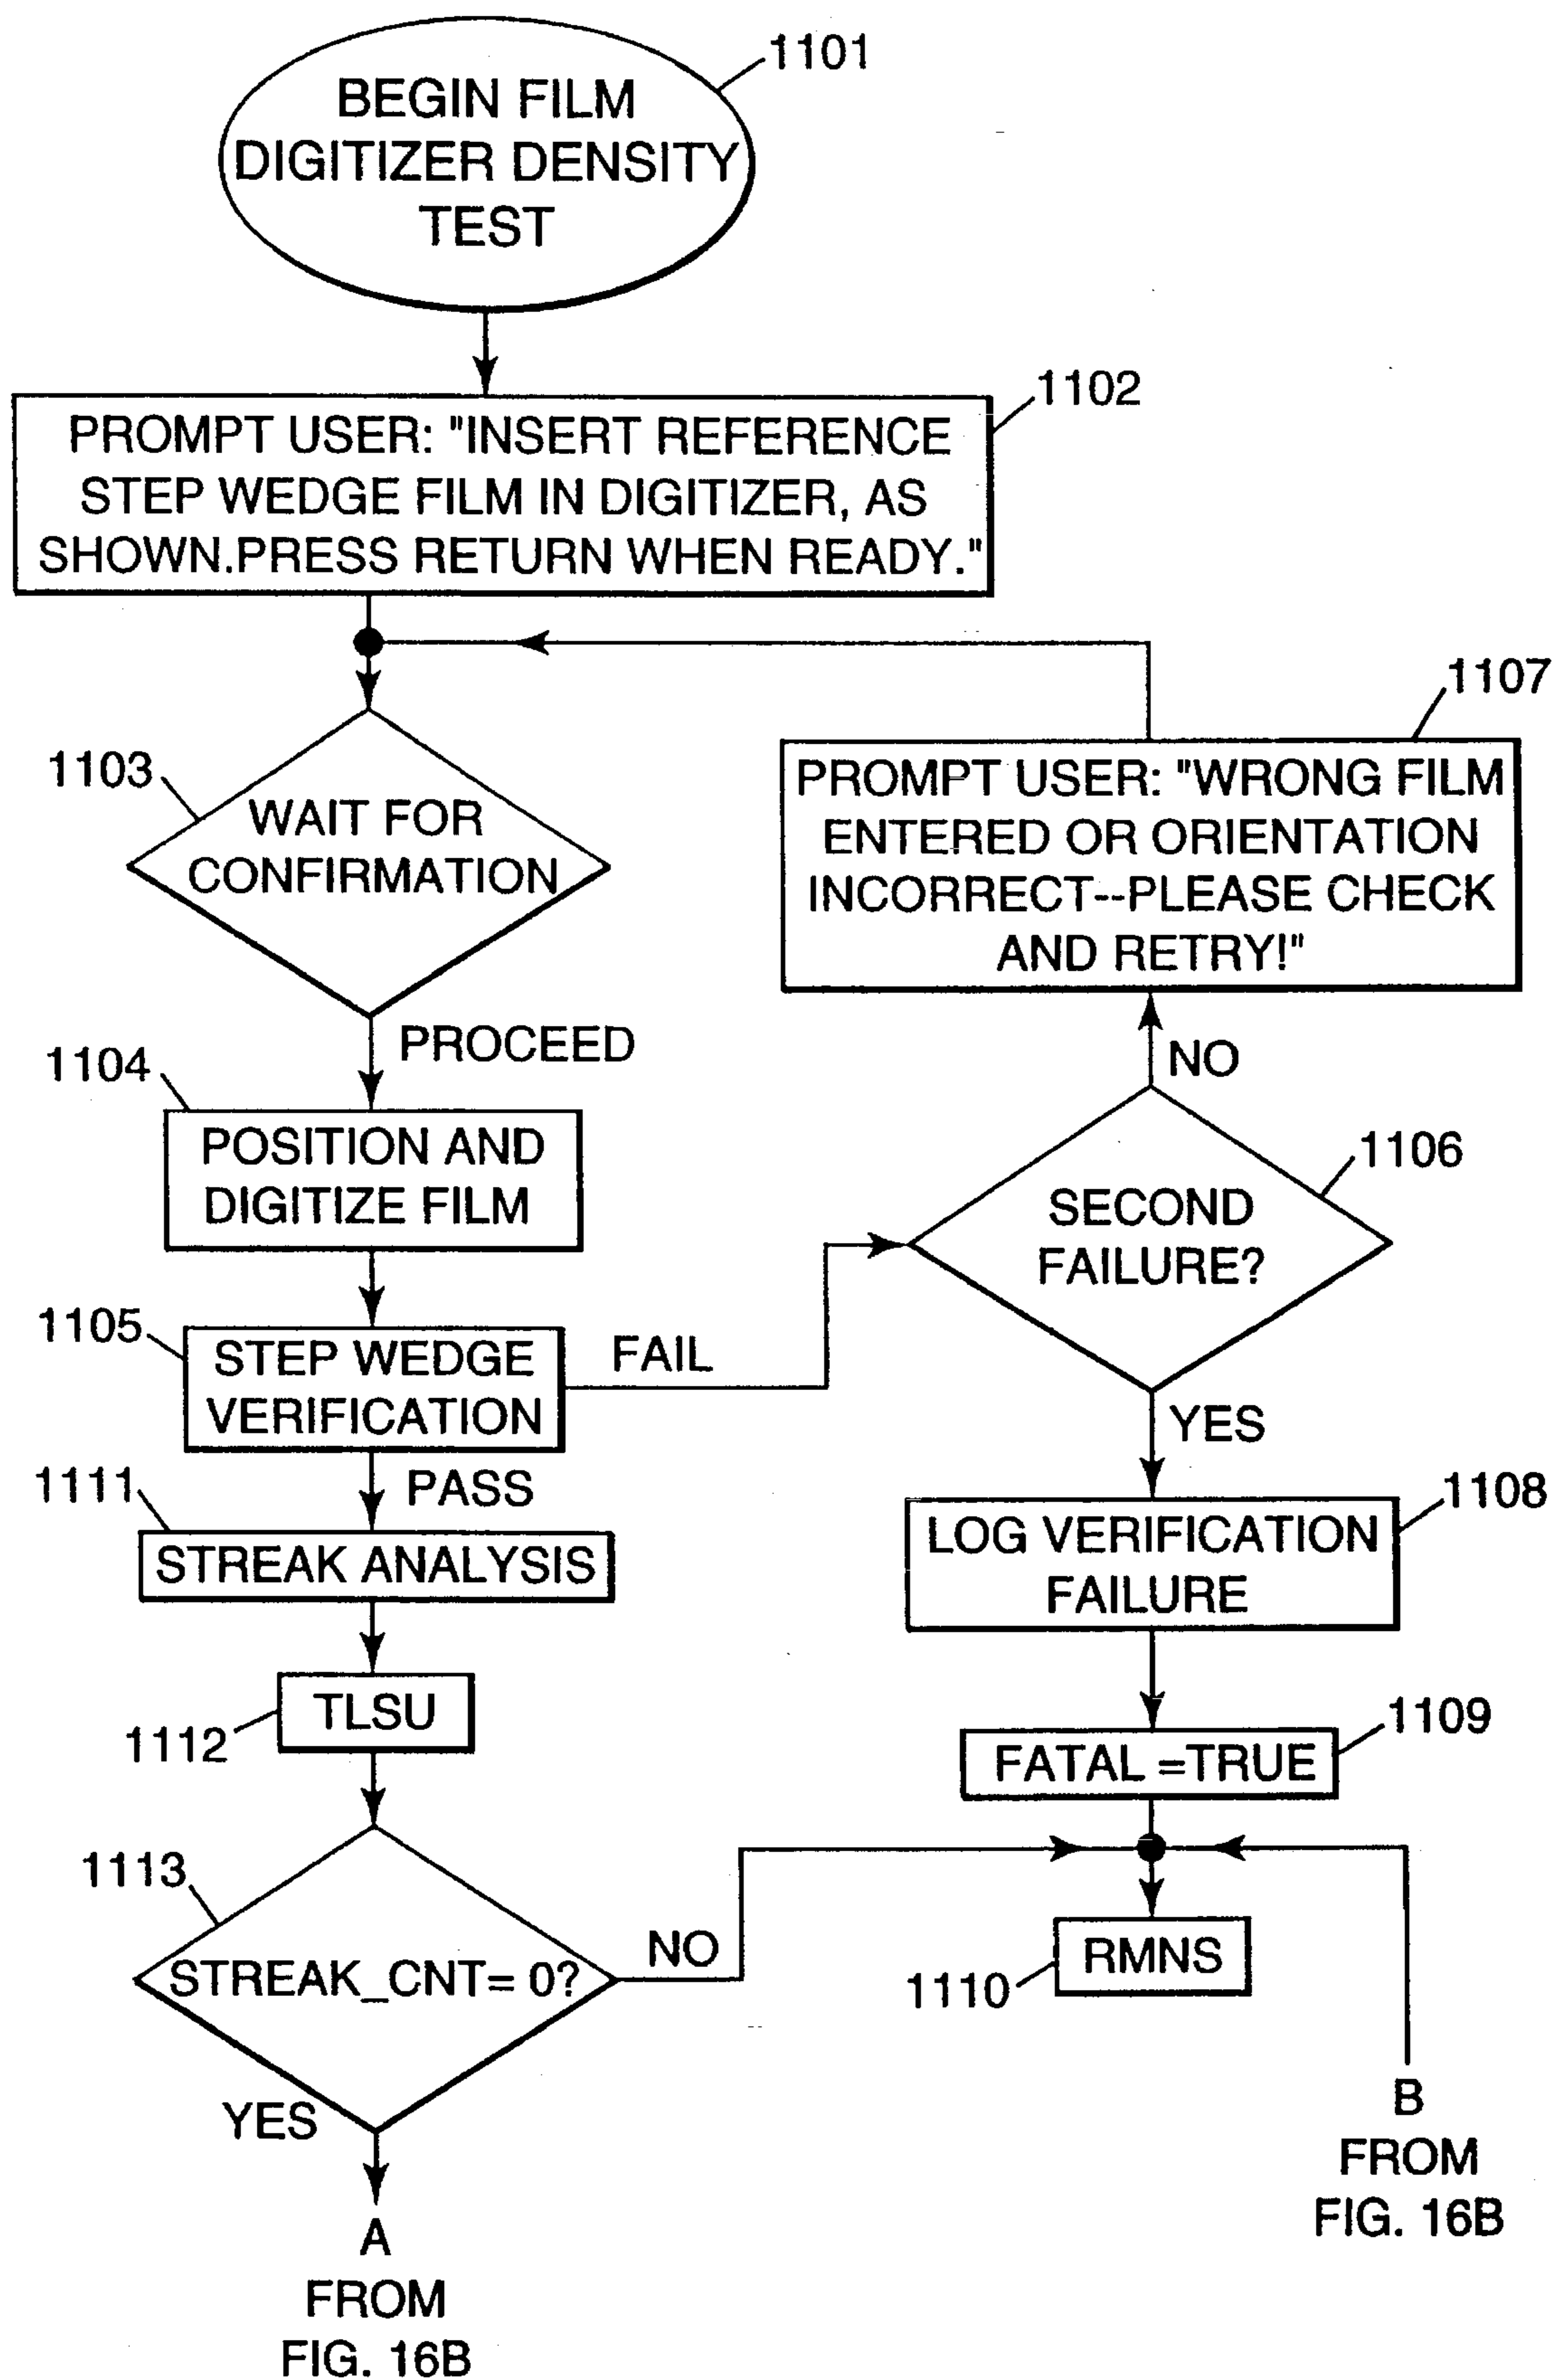 1101
BEGIN FILM
DIGITIZER DENSITY
TEST
1102
PROMPT USER: "INSERT REFERENCE
STEP WEDGE FILM IN DIGITIZER, AS
SHOWN.PRESS RETURN WHEN READY."
1103
WAIT FOR
CONFIRMATION
PROCEED
1107
PROMPT USER: "WRONG FILM
ENTERED OR ORIENTATION
INCORRECT--PLEASE CHECK
AND RETRY!"
NO
1104
POSITION AND
DIGITIZE FILM
1106
SECOND
FAILURE?
1105
STEP WEDGE
VERIFICATION
FAIL
PASS
YES
1111
STREAK ANALYSIS
1108
LOG VERIFICATION
FAILURE
TLSU
1112
1109
FATAL =TRUE
1113
STREAK_CNT= 0?
NO
RMNS
1110
YES
A
FROM
FIG. 16B
B
FROM
FIG. 16B